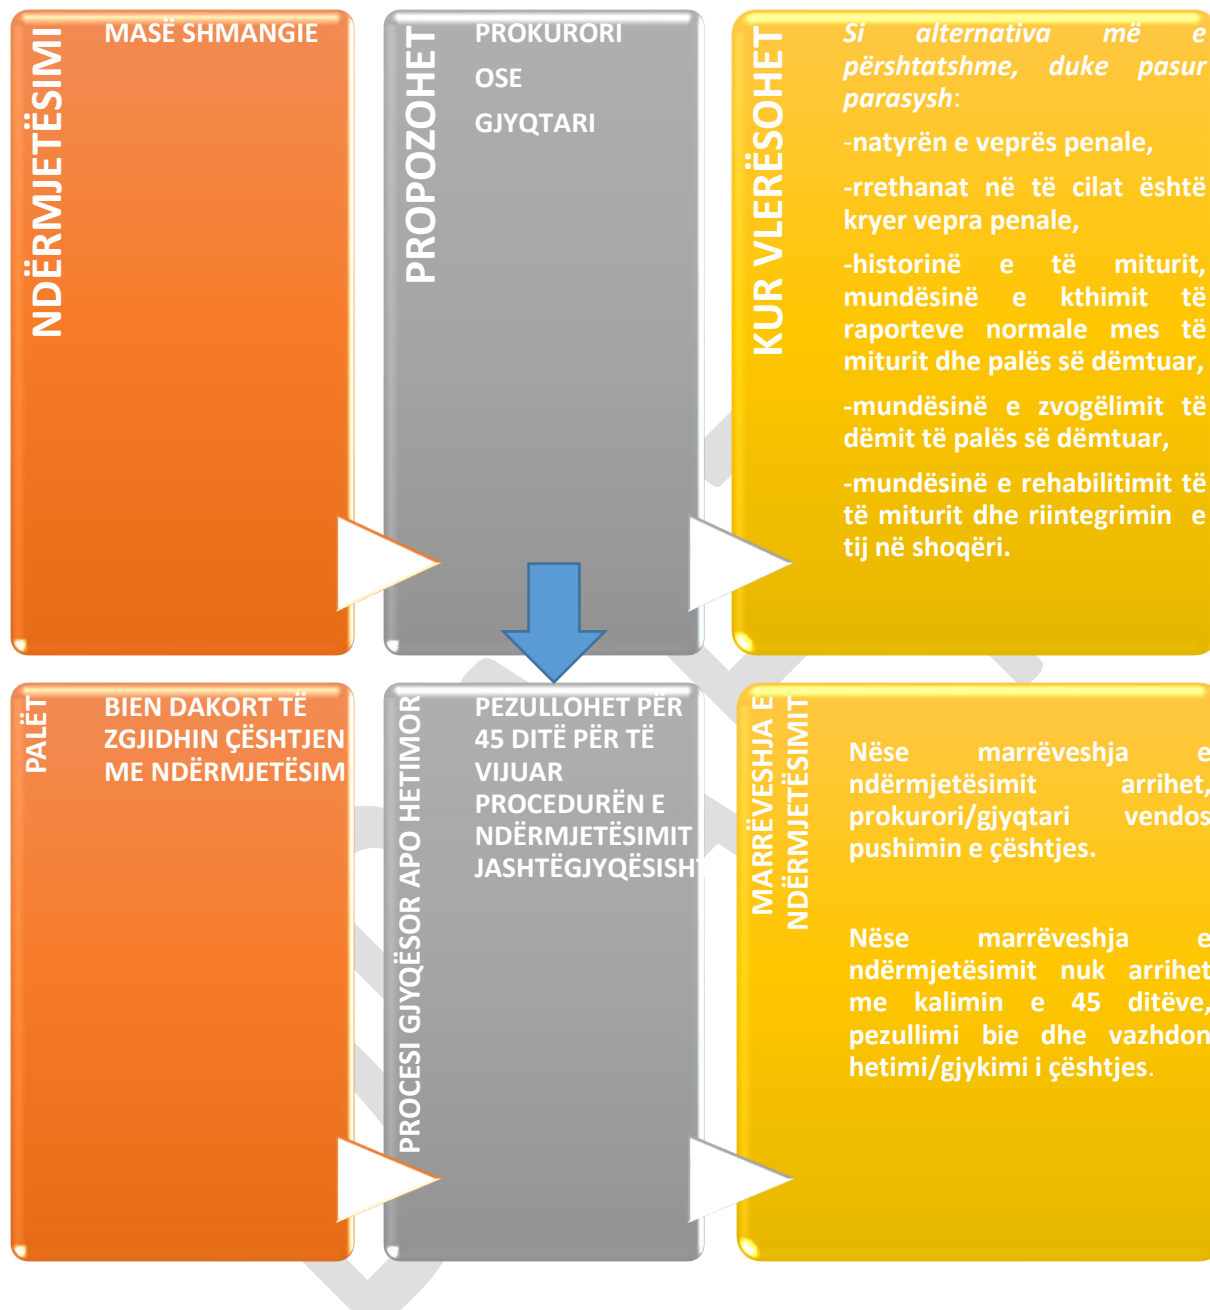 NDËRMJETËSIMI
MASË SHMANGIE
PROPOZOHET
PROKURORI
OSE
GJYQTARI
KUR VLERËSOHET
Si alternativa më e
përshtatshme, duke pasur
parasysh:
-natyrën e veprës penale,
-rrethanat në të cilat është
kryer vepra penale,
-historinë e të miturit,
mundësinë e kthimit të
raporteve normale mes të
miturit dhe palës së dëmtuar,
-mundësinë e zvogëlimit të
dëmit të palës së dëmtuar,
-mundësinë e rehabilitimit të
të miturit dhe riintegrimin e
tij në shoqëri.
PALËT
BIEN DAKORT TË
ZGJIDHIN ÇËSHTJEN
ME NDËRMJETËSIM
PROCESI GJYQËSOR APO HETIMOR
PEZULLOHET PËR
45 DITË PËR TË
VIJUAR
PROCEDURËN E
NDËRMJETËSIMIT
JASHTËGJYQËSISHT
MARRËVESHJA E
NDËRMJETËSIMIT
Nëse marrëveshja e
ndërmjetësimit arrihet,
prokurori/gjyqtari vendos
pushimin e çështjes.
Nëse marrëveshja e
ndërmjetësimit nuk arrihet
me kalimin e 45 ditëve,
pezullimi bie dhe vazhdon
hetimi/gjykimi i çështjes.